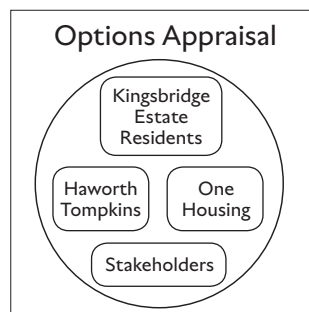 Options Appraisal
Kingsbridge
Estate
Residents
Haworth
Tompkins
One
Housing
Stakeholders